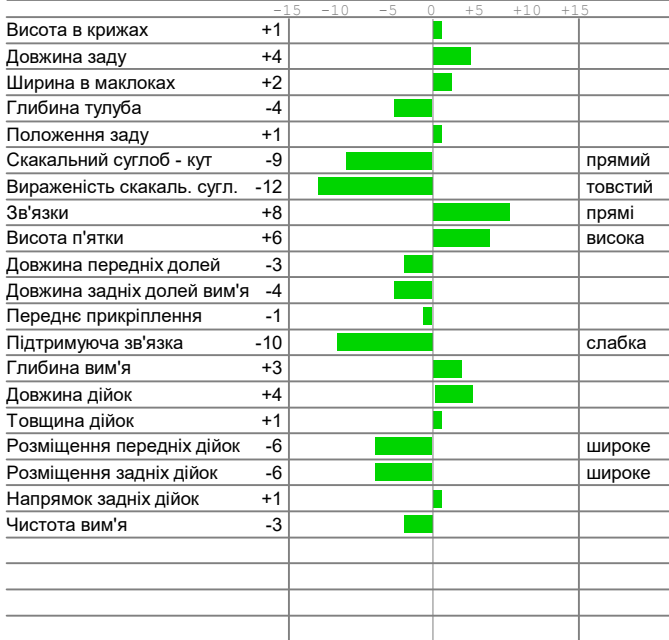 -15 -10 -5 0 +5 +10 +15
Висота в крижах +1
Довжина заду +4
Ширина в маклоках +2
Глибина тулуба -4
Положення заду +1
Скакальний суглоб - кут -9 прямий
Вираженість скакаль. сугл. -12 товстий
Зв'язки +8 прямі
Висота п'ятки +6 висока
Довжина передніх долей -3
Довжина задніх долей вим'я -4
Переднє прикріплення -1
Підтримуюча зв'язка -10 слабка
Глибина вим'я +3
Довжина дійок +4
Товщина дійок +1
Розміщення передніх дійок -6 широке
Розміщення задніх дійок -6 широке
Напрямок задніх дійок +1
Чистота вим'я -3